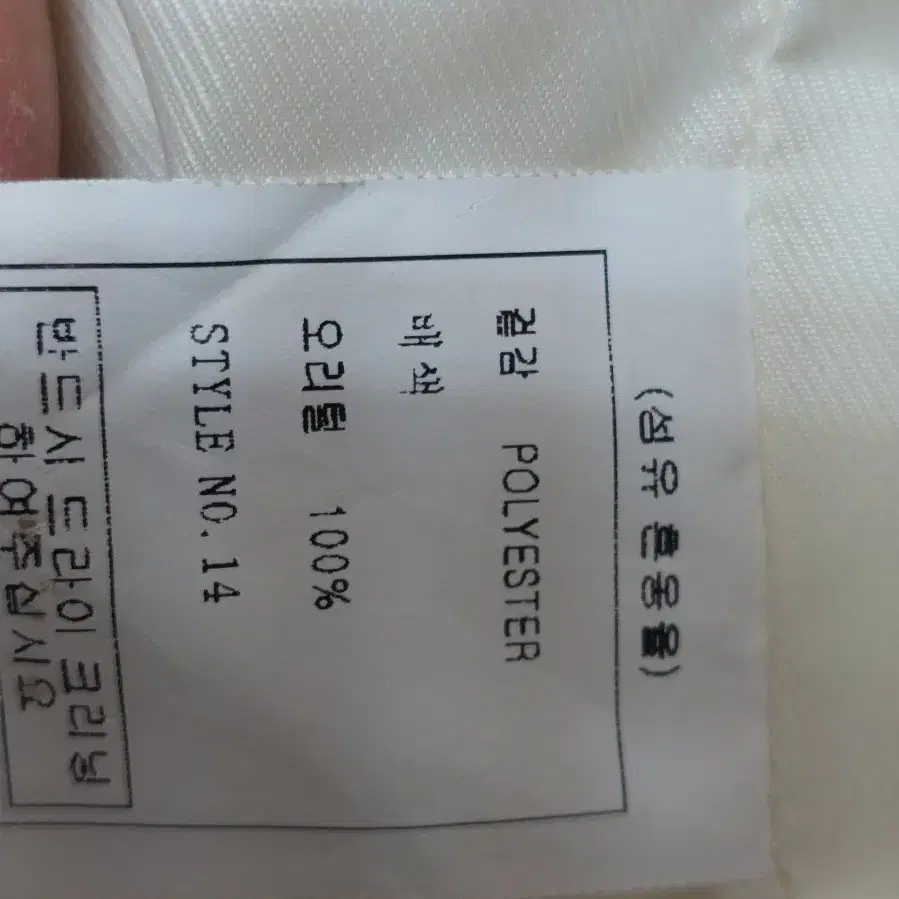 (섬유 혼용율)
겉감 POLYESTER
배색
오리털 100%
STYLE NO. 14
반드시 드라이 크리닝
하여주십시요